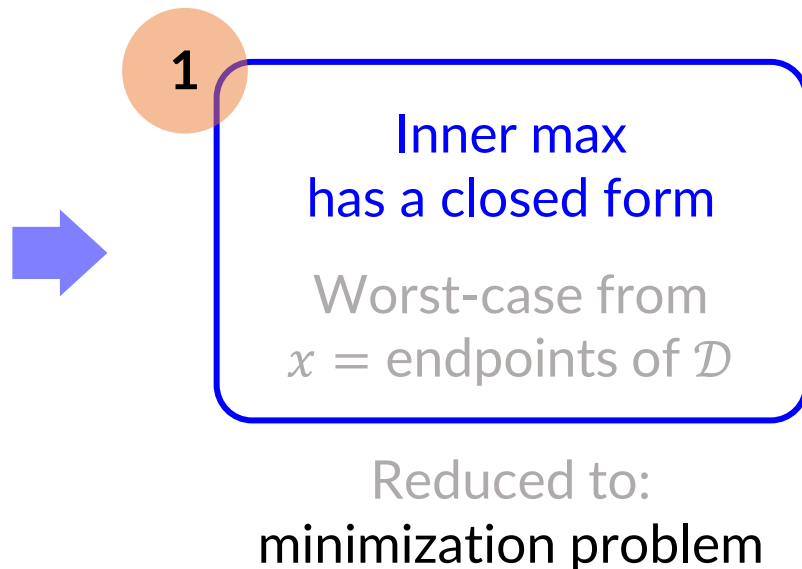 1
Inner max
has a closed form
Worst-case from
𝑥 = endpoints of 𝒟
Reduced to:
minimization problem